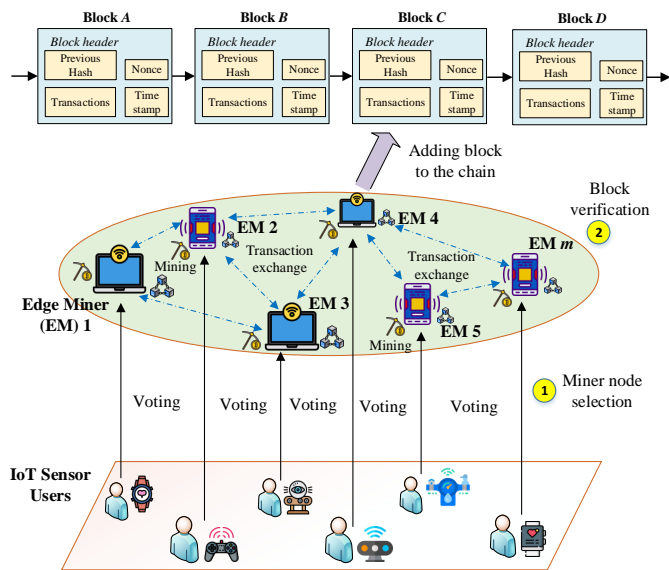 Block A
Block B
Block C
Block D
Block header
Previous
Hash
Nonce
Transactions
Time
stamp
Block header
Previous
Hash
Nonce
Transactions
Time
stamp
Block header
Previous
Hash
Nonce
Transactions
Time
stamp
Block header
Previous
Hash
Nonce
Transactions
Time
stamp
Adding block
to the chain
Block
verification
2
EM 2
EM 4
Mining
Transaction
exchange
Transaction
exchange
EM m
Edge Miner
(EM) 1
EM 3
EM 5
Mining
1
Miner node
selection
Voting
Voting
Voting
Voting
Voting
IoT Sensor
Users